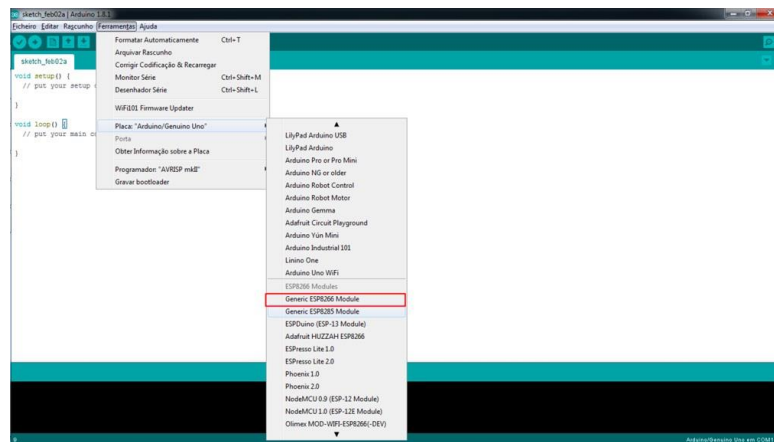 sketch_feb02a | Arduino 1.8.1
Ficheiro Editar Rascunho Ferramentas Ajuda
sketch_feb02a
void setup() {
// put your setup
}
void loop() {
// put your main
}
Formatar Automaticamente Ctrl+T
Arquivar Rascunho
Corrigir Codificação & Recarregar
Monitor Série Ctrl+Shift+M
Desenhador Série Ctrl+Shift+L
WiFi101 Firmware Updater
Placa: "Arduino/Genuino Uno"
Porta
Obter Informação sobre a Placa
Programador: "AVRISP mkII"
Gravar bootloader
LilyPad Arduino USB
LilyPad Arduino
Arduino Pro or Pro Mini
Arduino NG or older
Arduino Robot Control
Arduino Robot Motor
Arduino Gemma
Adafruit Circuit Playground
Arduino Yún Mini
Arduino Industrial 101
Linino One
Arduino Uno WiFi
ESP8266 Modules
Generic ESP8266 Module
Generic ESP8285 Module
ESPDuino (ESP-13 Module)
Adafruit HUZZAH ESP8266
ESPresso Lite 1.0
ESPresso Lite 2.0
Phoenix 1.0
Phoenix 2.0
NodeMCU 0.9 (ESP-12 Module)
NodeMCU 1.0 (ESP-12E Module)
Olimex MOD-WIFI-ESP8266(-DEV)
Arduino/Genuino Uno em COM1